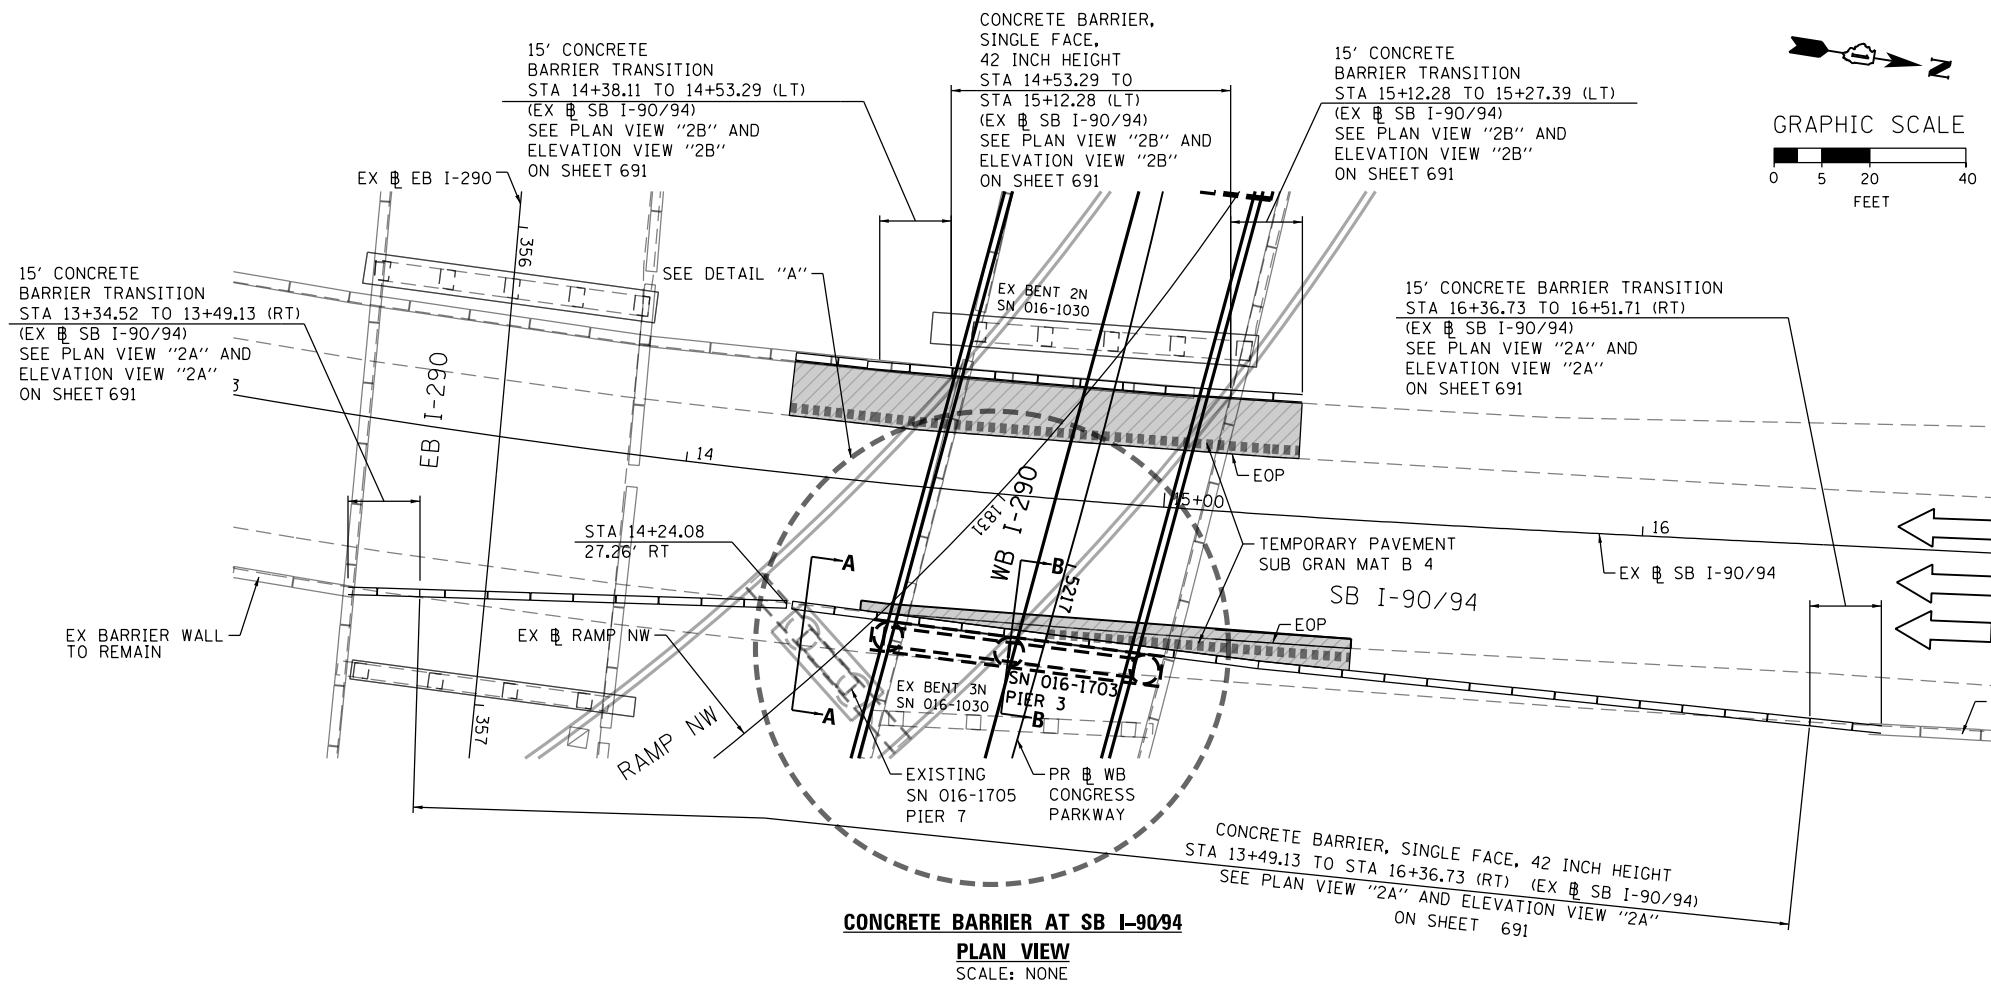 CONCRETE BARRIER,
SINGLE FACE,
42 INCH HEIGHT
STA 14+53.29 TO
STA 15+12.28 (LT)
(EX ⅊ SB I-90/94)
SEE PLAN VIEW "2B" AND
ELEVATION VIEW "2B"
ON SHEET 691
15' CONCRETE
BARRIER TRANSITION
STA 14+38.11 TO 14+53.29 (LT)
(EX BL SB I-90/94)
SEE PLAN VIEW "2B" AND
ELEVATION VIEW "2B"
ON SHEET 691
15' CONCRETE
BARRIER TRANSITION
STA 15+12.28 TO 15+27.39 (LT)
(EX BL SB I-90/94)
SEE PLAN VIEW "2B" AND
ELEVATION VIEW "2B"
ON SHEET 691
N
GRAPHIC SCALE
0 5 20 40
FEET
EX BL EB I-290
356
15' CONCRETE
BARRIER TRANSITION
STA 13+34.52 TO 13+49.13 (RT)
(EX BL SB I-90/94)
SEE PLAN VIEW "2A" AND
ELEVATION VIEW "2A"
ON SHEET 691
3
SEE DETAIL "A"
EX BENT 2N
SN 016-1030
15' CONCRETE BARRIER TRANSITION
STA 16+36.73 TO 16+51.71 (RT)
(EX BL SB I-90/94)
SEE PLAN VIEW "2A" AND
ELEVATION VIEW "2A"
ON SHEET 691
EB I-290
14
EOP
15+00
16
1831
WB I-290
STA 14+24.08
27.26' RT
A
B
5217
TEMPORARY PAVEMENT
SUB GRAN MAT B 4
EX BL SB I-90/94
SB I-90/94
EX BARRIER WALL
TO REMAIN
EX BL RAMP NW
EOP
EX BENT 3N
SN 016-1030
SN 016-1703
PIER 3
A
B
357
RAMP NW
EXISTING
SN 016-1705
PIER 7
PR BL WB
CONGRESS
PARKWAY
CONCRETE BARRIER, SINGLE FACE, 42 INCH HEIGHT
STA 13+49.13 TO STA 16+36.73 (RT) (EX BL SB I-90/94)
SEE PLAN VIEW "2A" AND ELEVATION VIEW "2A"
ON SHEET 691
CONCRETE BARRIER AT SB I-90/94
PLAN VIEW
SCALE: NONE